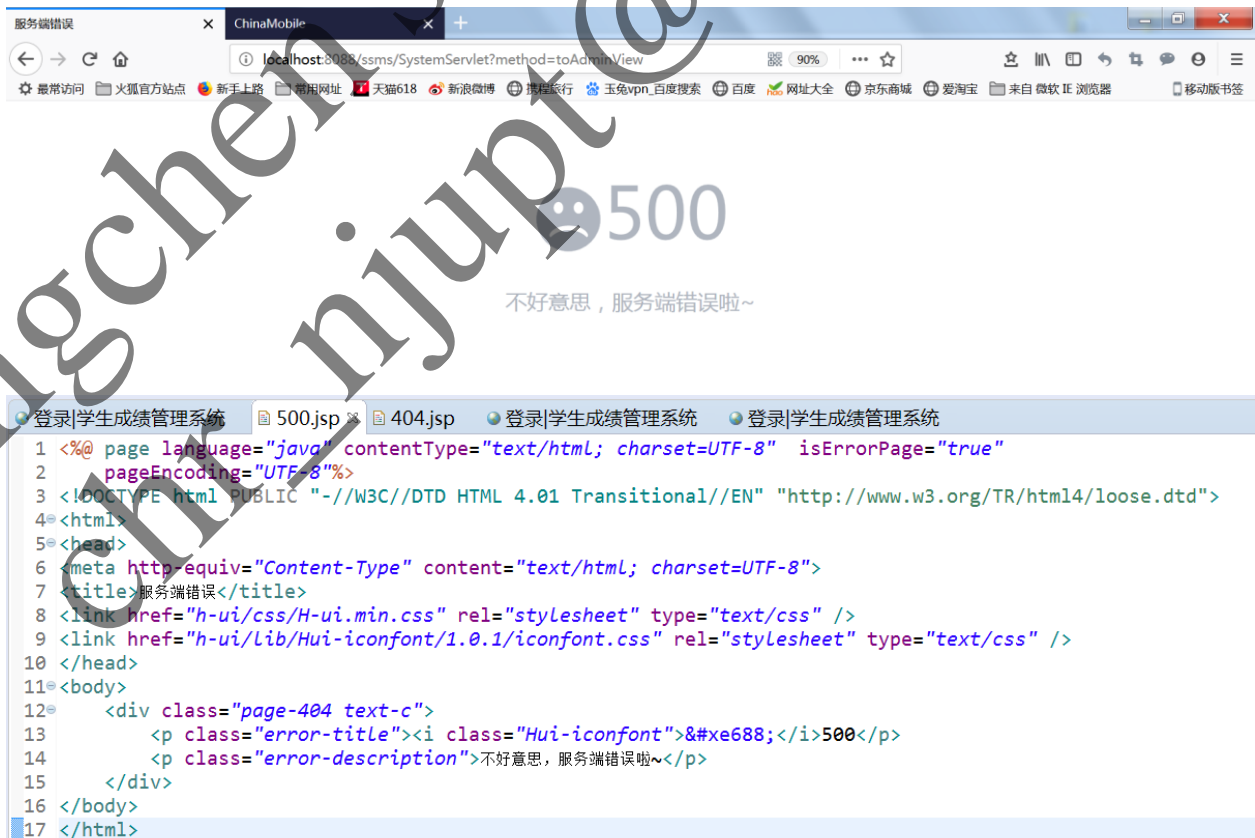 服务端错误 ChinaMobile
localhost:8088/ssms/SystemServlet?method=toAdminView 90%
最常访问 火狐官方站点 新手上路 常用网址 天猫618 新浪微博 携程旅行 玉兔vpn_百度搜索 百度 网址大全 京东商城 爱淘宝 来自 微软 IE 浏览器 移动版书签
500
不好意思，服务端错误啦~
登录|学生成绩管理系统 500.jsp 404.jsp 登录|学生成绩管理系统 登录|学生成绩管理系统
1 <%@ page language="java" contentType="text/html; charset=UTF-8" isErrorPage="true"
2 pageEncoding="UTF-8"%>
3 <!DOCTYPE html PUBLIC "-//W3C//DTD HTML 4.01 Transitional//EN" "http://www.w3.org/TR/html4/loose.dtd">
4 <html>
5 <head>
6 <meta http-equiv="Content-Type" content="text/html; charset=UTF-8">
7 <title>服务端错误</title>
8 <link href="h-ui/css/H-ui.min.css" rel="stylesheet" type="text/css" />
9 <link href="h-ui/lib/Hui-iconfont/1.0.1/iconfont.css" rel="stylesheet" type="text/css" />
10 </head>
11 <body>
12 <div class="page-404 text-c">
13 <p class="error-title"><i class="Hui-iconfont">&#xe688;</i>500</p>
14 <p class="error-description">不好意思，服务端错误啦~</p>
15 </div>
16 </body>
17 </html>
ngchen
chr_njupt@